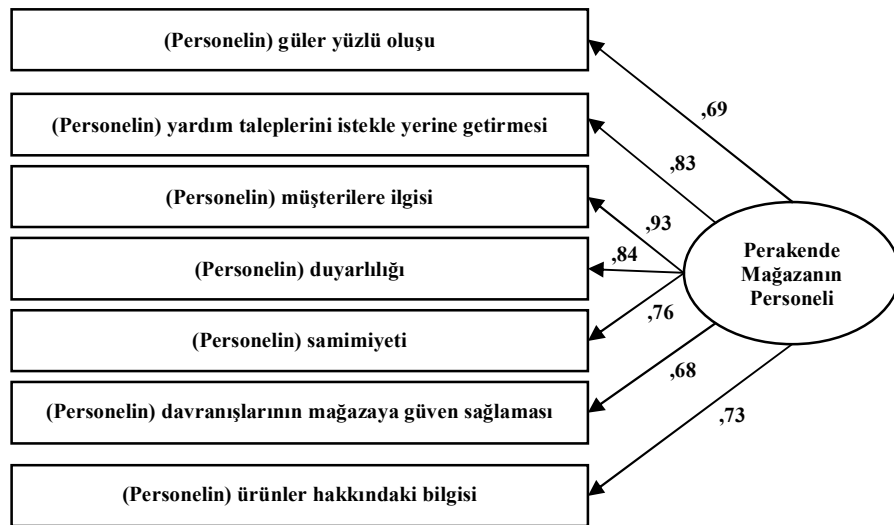 (Personelin) güler yüzlü oluşu
,69
(Personelin) yardım taleplerini istekle yerine getirmesi
,83
(Personelin) müşterilere ilgisi
,93
(Personelin) duyarlılığı
,84
Perakende
Mağazanın
Personeli
(Personelin) samimiyeti
,76
(Personelin) davranışlarının mağazaya güven sağlaması
,68
(Personelin) ürünler hakkındaki bilgisi
,73